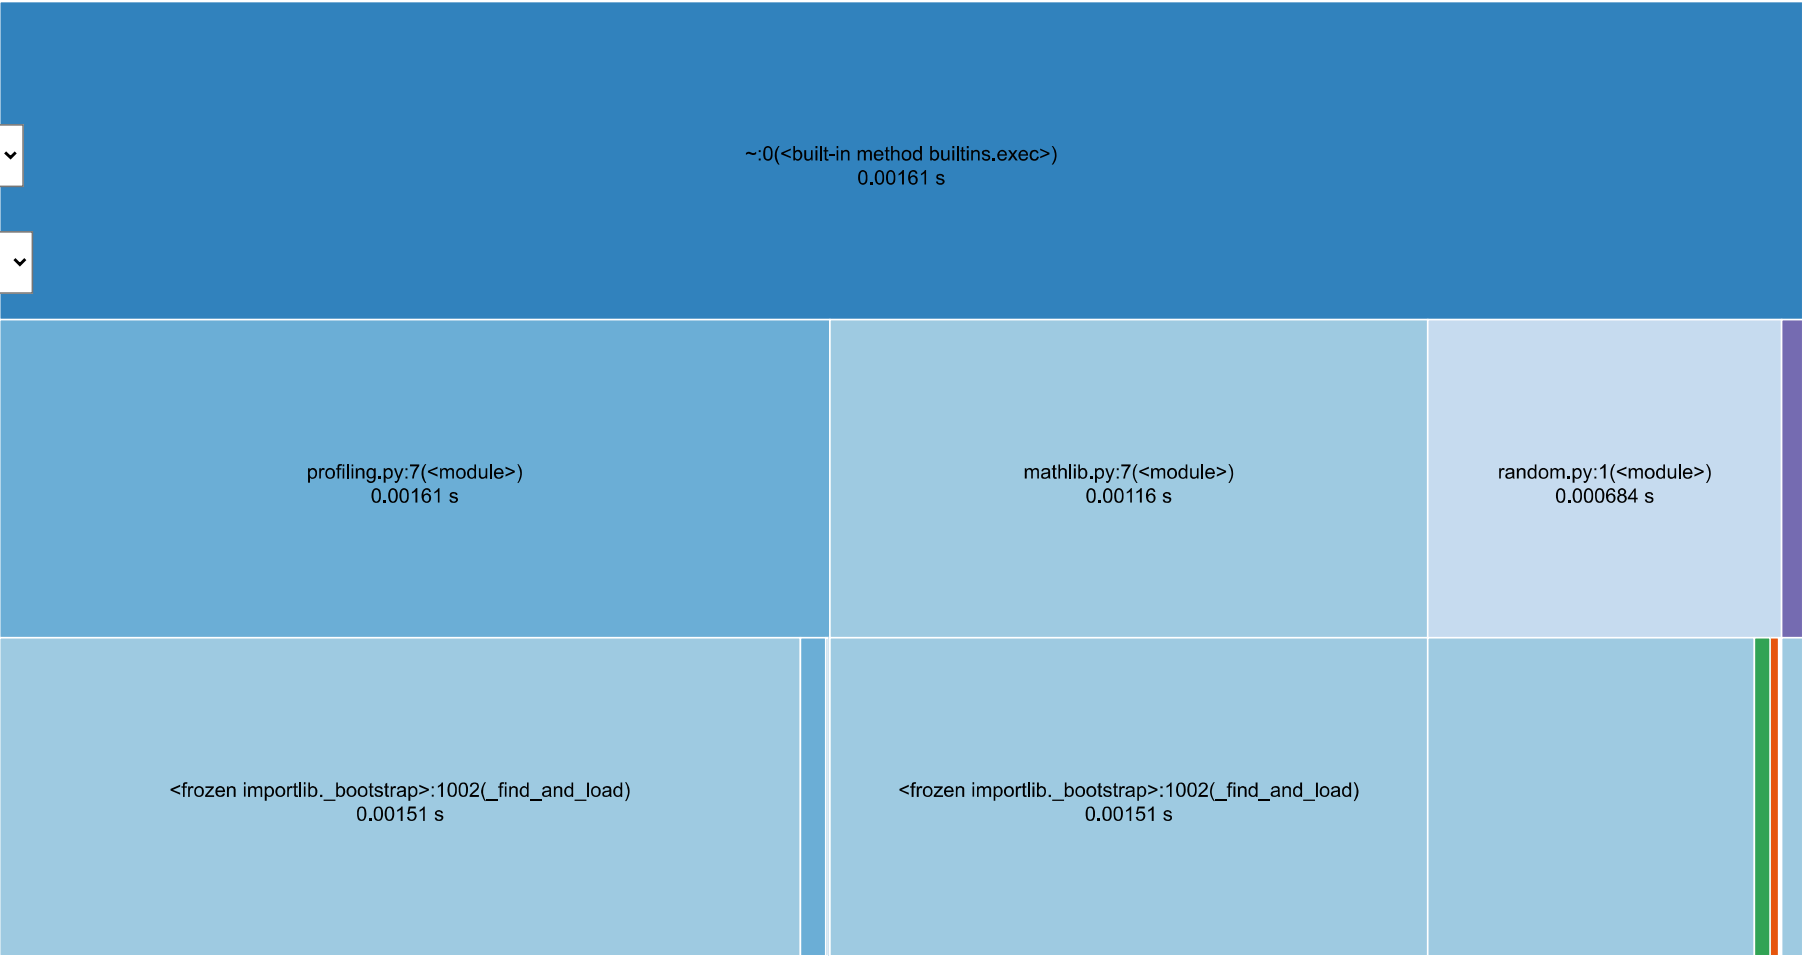 ~:0(<built-in method builtins.exec>)
0.00161 s
profiling.py:7(<module>)
0.00161 s
mathlib.py:7(<module>)
0.00116 s
random.py:1(<module>)
0.000684 s
<frozen importlib._bootstrap>:1002(_find_and_load)
0.00151 s
<frozen importlib._bootstrap>:1002(_find_and_load)
0.00151 s